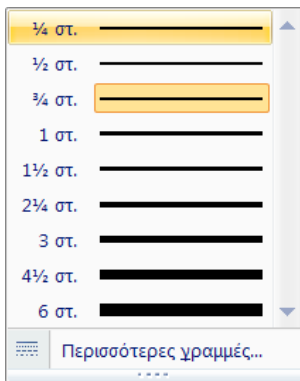 ¼ στ.
½ στ.
¾ στ.
1 στ.
1½ στ.
2¼ στ.
3 στ.
4½ στ.
6 στ.
Περισσότερες γραμμές...